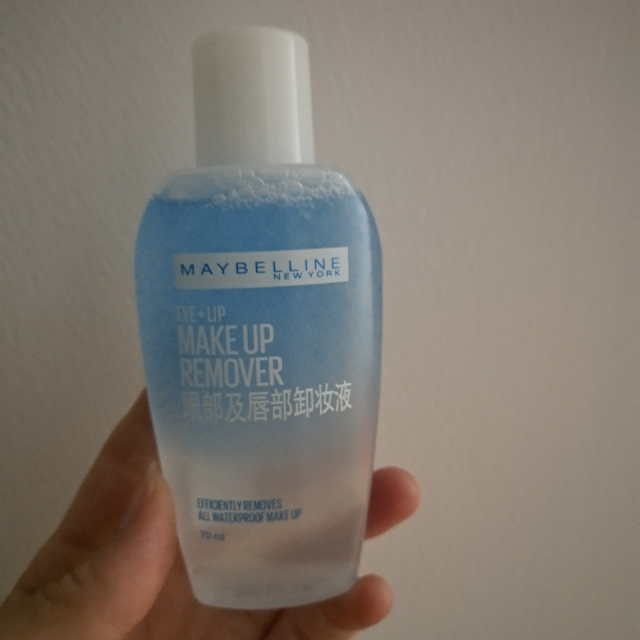 MAYBELLINE
NEW YORK
EYE + LIP
MAKE UP
REMOVER
眼部及唇部卸妆液
EFFICIENTLY REMOVES
ALL WATERPROOF MAKE UP
70 ml